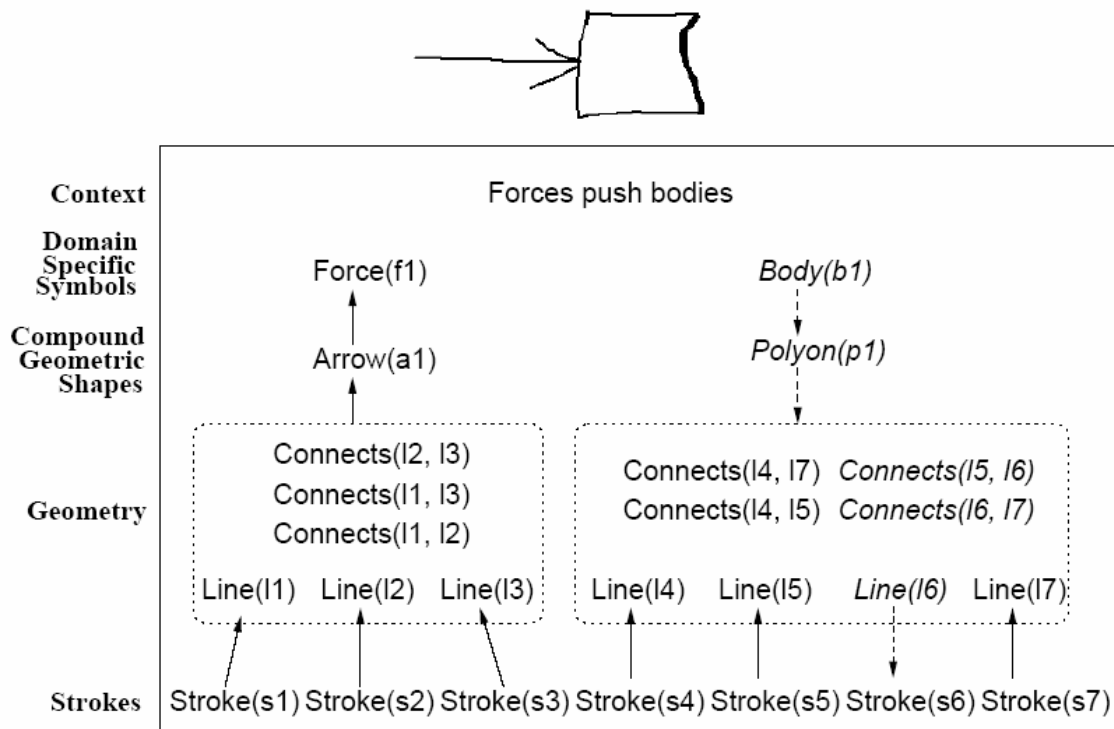 Context
Forces push bodies
Domain
Specific
Symbols
Force(f1)
Body(b1)
Compound
Geometric
Shapes
Arrow(a1)
Polyon(p1)
Geometry
Connects(l2, l3)
Connects(l1, l3)
Connects(l1, l2)
Connects(l4, l7) Connects(l5, l6)
Connects(l4, l5) Connects(l6, l7)
Line(l1) Line(l2) Line(l3) Line(l4) Line(l5) Line(l6) Line(l7)
Strokes
Stroke(s1) Stroke(s2) Stroke(s3) Stroke(s4) Stroke(s5) Stroke(s6) Stroke(s7)